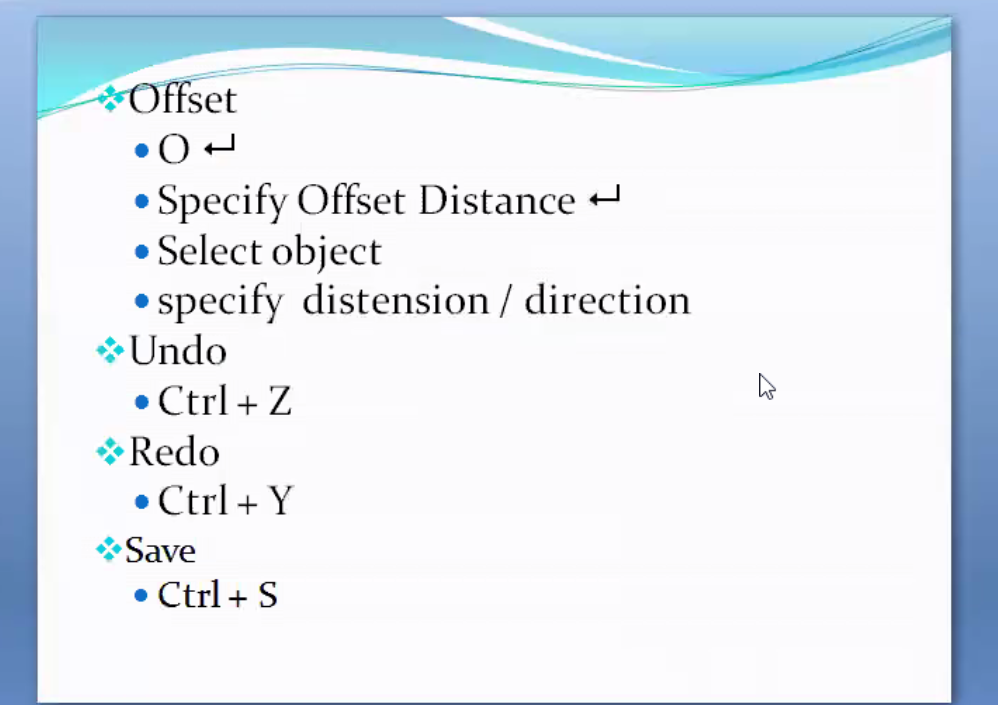 Offset
O ↵
Specify Offset Distance ↵
Select object
specify distension / direction
Undo
Ctrl + Z
Redo
Ctrl + Y
Save
Ctrl + S